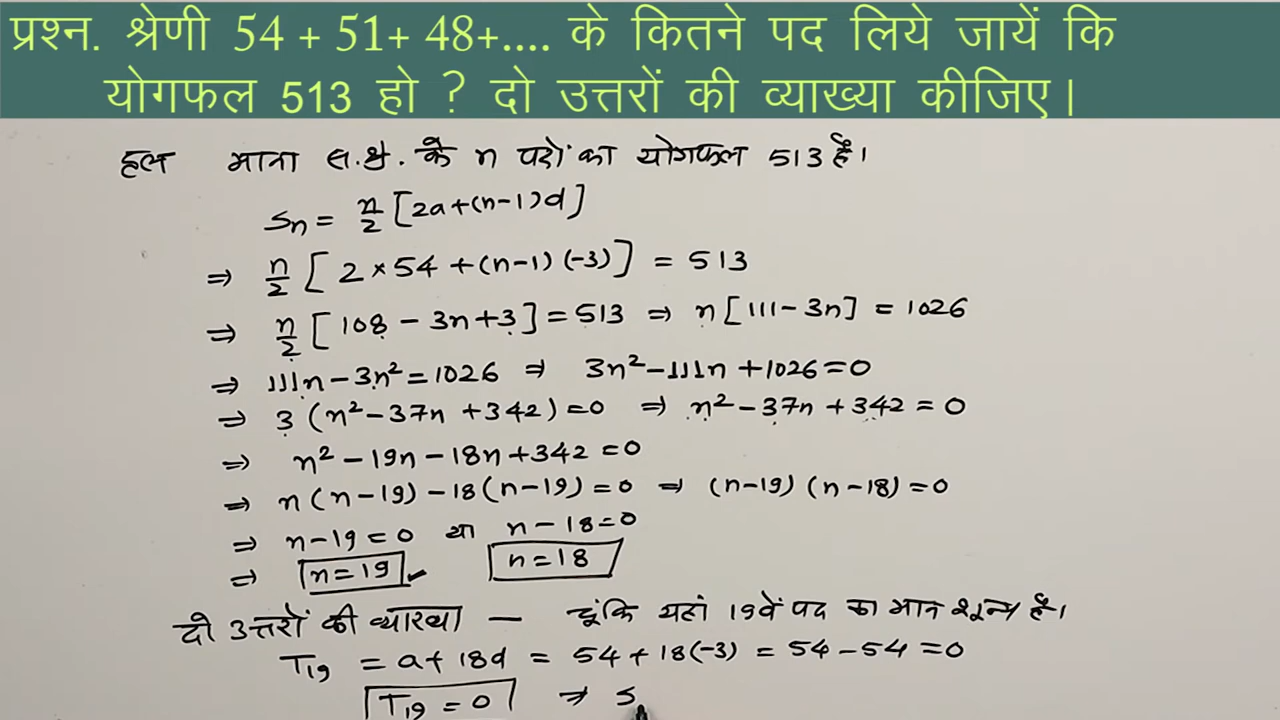 प्रश्न. श्रेणी 54 + 51+ 48+.... के कितने पद लिये जायें कि
योगफल 513 हो ? दो उत्तरों की व्याख्या कीजिए।
हल माना स.श्रे. के n पदों का योगफल 513 है।
Sn = n/2 [2a+(n-1)d]
⇒ n/2 [2×54 +(n-1)(-3)] = 513
⇒ n/2 [108 - 3n+3] = 513 ⇒ n[111-3n] = 1026
⇒ 111n-3n² = 1026 ⇒ 3n²-111n+1026=0
⇒ 3(n²-37n+342)=0 ⇒ n²-37n+342=0
⇒ n²-19n-18n+342=0
⇒ n(n-19)-18(n-19)=0 ⇒ (n-19)(n-18)=0
⇒ n-19=0 या n-18=0
⇒ n=19 ✓ n=18
दो उत्तरों की व्याख्या — चूंकि यहां 19वें पद का मान शून्य है।
T19 = a+18d = 54+18(-3) = 54-54=0
T19=0 ⇒ S